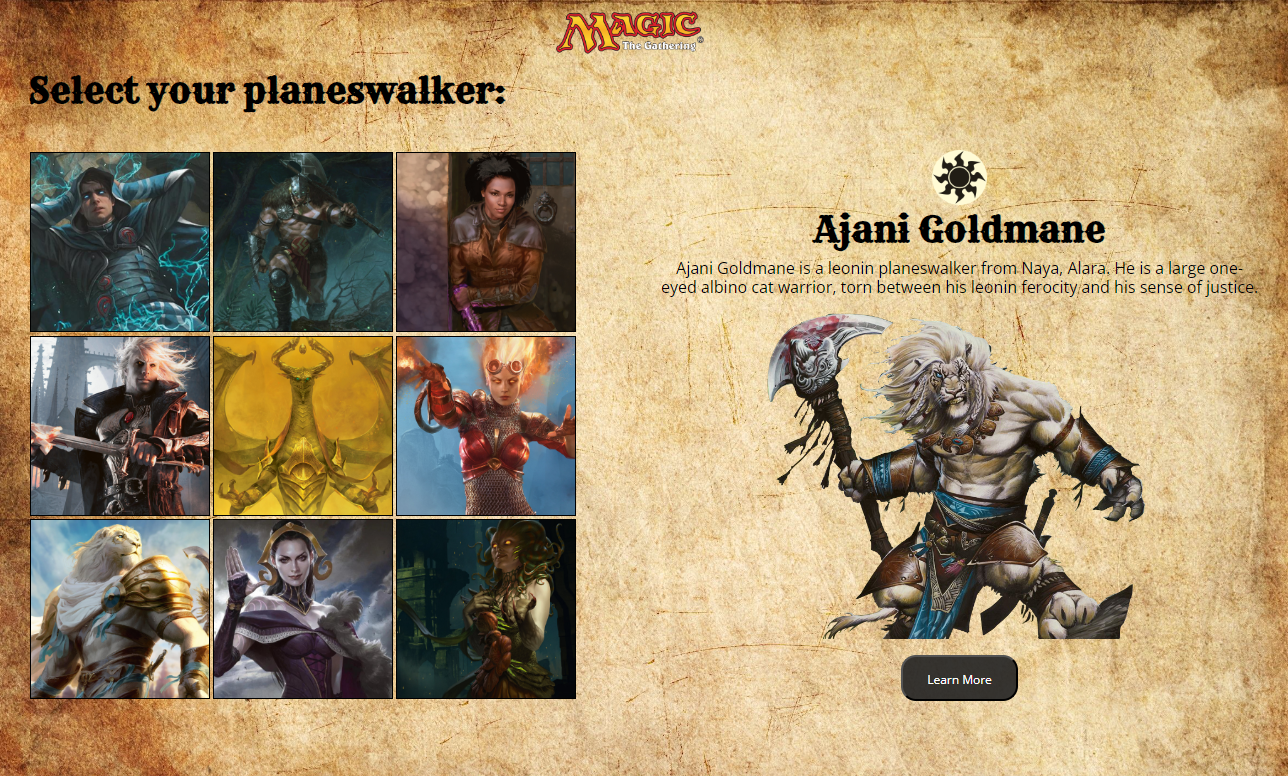 MAGIC
The Gathering®
Select your planeswalker:
Ajani Goldmane
Ajani Goldmane is a leonin planeswalker from Naya, Alara. He is a large one-
eyed albino cat warrior, torn between his leonin ferocity and his sense of justice.
Learn More